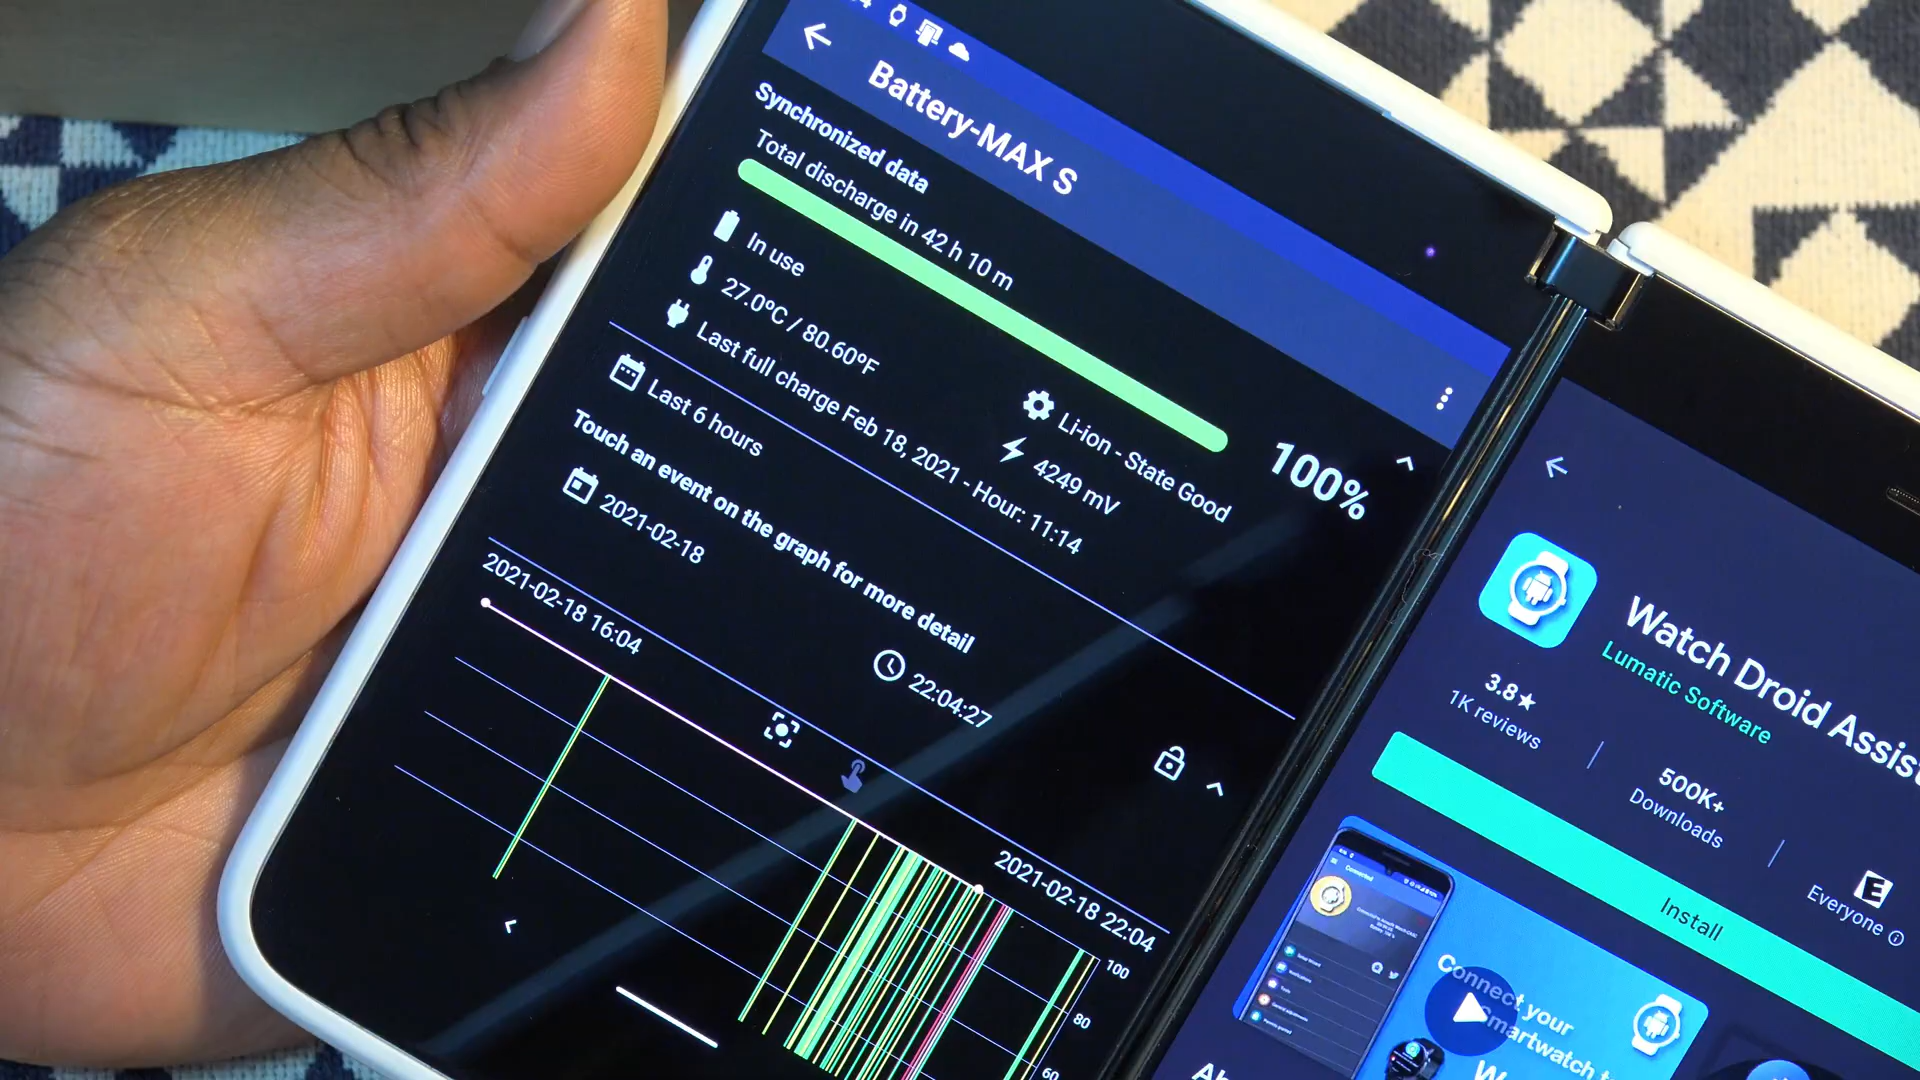 Battery-MAX S
Synchronized data
Total discharge in 42 h 10 m
100%
In use
Li-ion - State Good
27.0ºC / 80.60ºF
4249 mV
Last full charge Feb 18, 2021 - Hour: 11:14
Last 6 hours
Touch an event on the graph for more detail
2021-02-18
22:04:27
2021-02-18 16:04
2021-02-18 22:04
100
80
60
Watch Droid Assis
Lumatic Software
3.8★
1K reviews
500K+
Downloads
E
Everyone
Install
Connected
Connect your
Smartwatch t
W
Ab